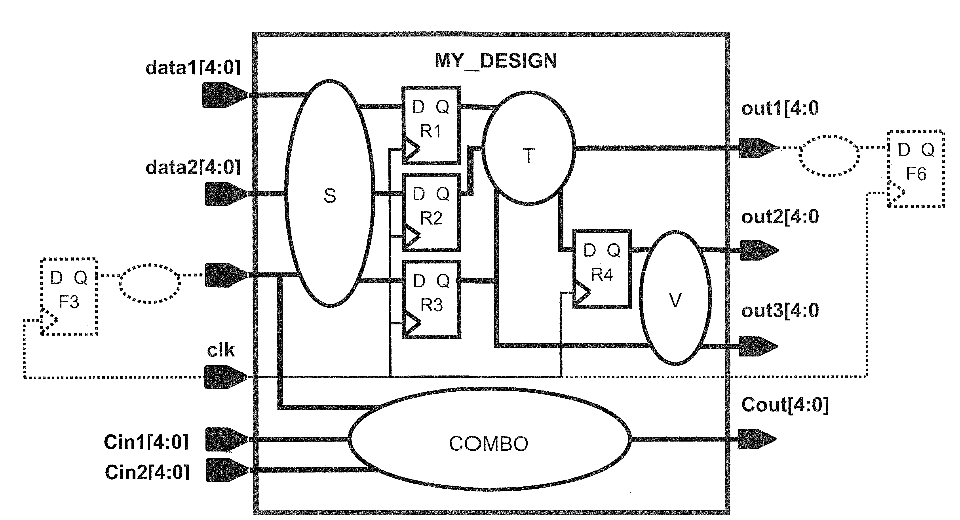 MY_DESIGN
data1[4:0]
D Q
R1
out1[4:0
T
D Q
F6
data2[4:0]
S
D Q
R2
out2[4:0
D Q
R4
D Q
F3
D Q
R3
V
out3[4:0
clk
Cout[4:0]
Cin1[4:0]
COMBO
Cin2[4:0]